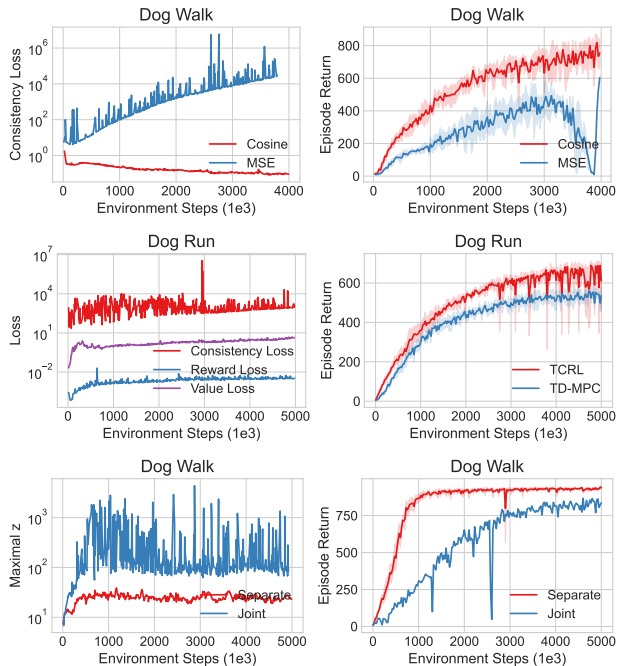 Dog Walk
Consistency Loss
10^6
10^4
10^2
10^0
Cosine
MSE
0 1000 2000 3000 4000
Environment Steps (1e3)
Dog Walk
Episode Return
800
600
400
200
0
Cosine
MSE
0 1000 2000 3000 4000
Environment Steps (1e3)
Dog Run
Loss
10^7
10^4
10^1
10^−2
Consistency Loss
Reward Loss
Value Loss
0 1000 2000 3000 4000 5000
Environment Steps (1e3)
Dog Run
Episode Return
600
400
200
0
TCRL
TD-MPC
0 1000 2000 3000 4000 5000
Environment Steps (1e3)
Dog Walk
Maximal z
10^3
10^2
10^1
Separate
Joint
0 1000 2000 3000 4000 5000
Environment Steps (1e3)
Dog Walk
Episode Return
750
500
250
0
Separate
Joint
0 1000 2000 3000 4000 5000
Environment Steps (1e3)